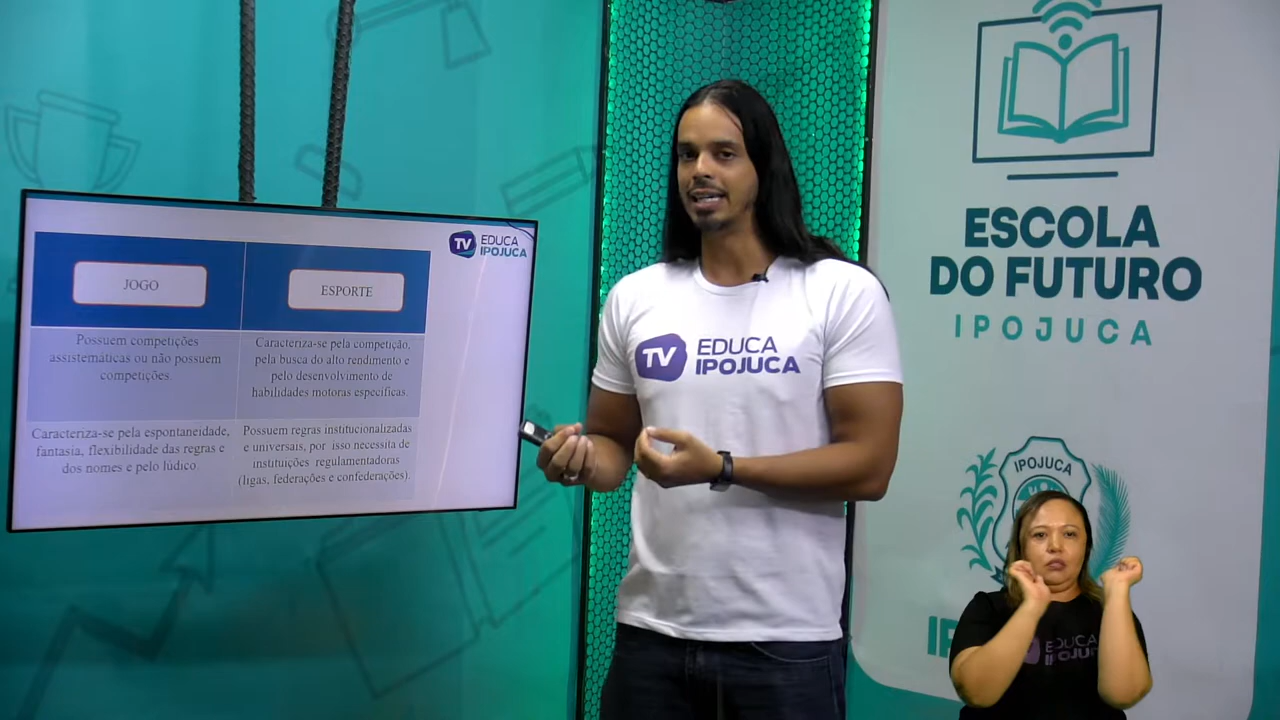 TV EDUCA
IPOJUCA
JOGO
ESPORTE
Possuem competições
assistemáticas ou não possuem
competições.
Caracteriza-se pela competição,
pela busca do alto rendimento e
pelo desenvolvimento de
habilidades motoras específicas.
Caracteriza-se pela espontaneidade,
fantasia, flexibilidade das regras e
dos nomes e pelo lúdico.
Possuem regras institucionalizadas
e universais, por isso necessita de
instituições regulamentadoras
(ligas, federações e confederações).
TV EDUCA
IPOJUCA
ESCOLA
DO FUTURO
IPOJUCA
IPOJUCA
EDUCA
IPOJUCA